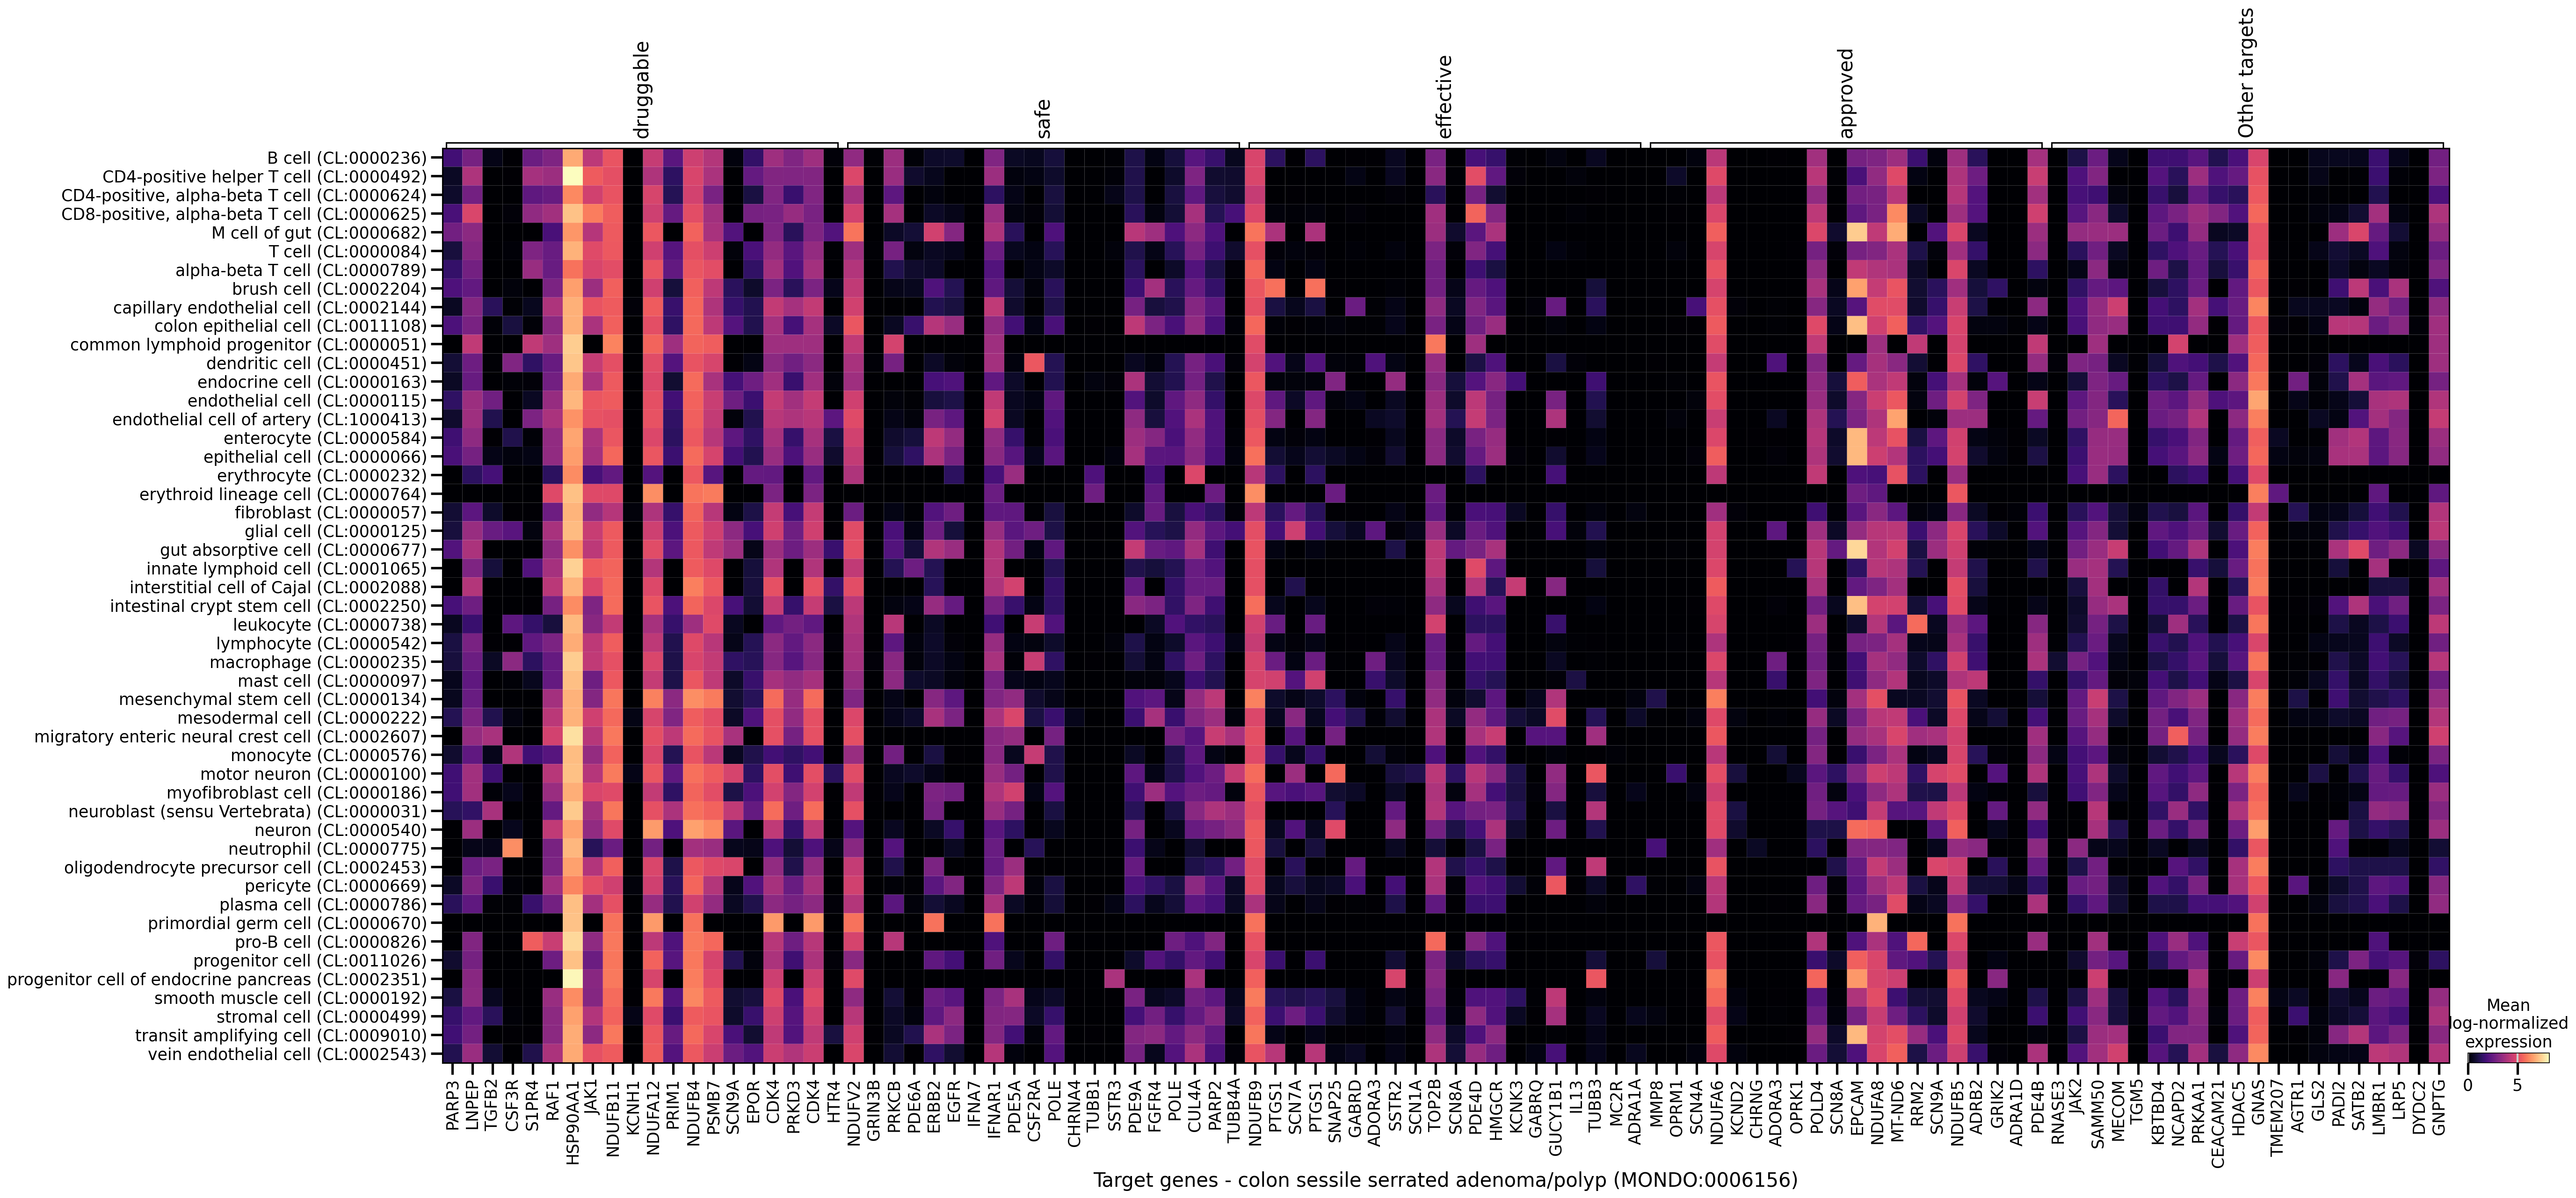 druggable
safe
effective
approved
Other targets
B cell (CL:0000236)
CD4-positive helper T cell (CL:0000492)
CD4-positive, alpha-beta T cell (CL:0000624)
CD8-positive, alpha-beta T cell (CL:0000625)
M cell of gut (CL:0000682)
T cell (CL:0000084)
alpha-beta T cell (CL:0000789)
brush cell (CL:0002204)
capillary endothelial cell (CL:0002144)
colon epithelial cell (CL:0011108)
common lymphoid progenitor (CL:0000051)
dendritic cell (CL:0000451)
endocrine cell (CL:0000163)
endothelial cell (CL:0000115)
endothelial cell of artery (CL:1000413)
enterocyte (CL:0000584)
epithelial cell (CL:0000066)
erythrocyte (CL:0000232)
erythroid lineage cell (CL:0000764)
fibroblast (CL:0000057)
glial cell (CL:0000125)
gut absorptive cell (CL:0000677)
innate lymphoid cell (CL:0001065)
interstitial cell of Cajal (CL:0002088)
intestinal crypt stem cell (CL:0002250)
leukocyte (CL:0000738)
lymphocyte (CL:0000542)
macrophage (CL:0000235)
mast cell (CL:0000097)
mesenchymal stem cell (CL:0000134)
mesodermal cell (CL:0000222)
migratory enteric neural crest cell (CL:0002607)
monocyte (CL:0000576)
motor neuron (CL:0000100)
myofibroblast cell (CL:0000186)
neuroblast (sensu Vertebrata) (CL:0000031)
neuron (CL:0000540)
neutrophil (CL:0000775)
oligodendrocyte precursor cell (CL:0002453)
pericyte (CL:0000669)
plasma cell (CL:0000786)
primordial germ cell (CL:0000670)
pro-B cell (CL:0000826)
progenitor cell (CL:0011026)
progenitor cell of endocrine pancreas (CL:0002351)
smooth muscle cell (CL:0000192)
stromal cell (CL:0000499)
transit amplifying cell (CL:0009010)
vein endothelial cell (CL:0002543)
PARP3
LNPEP
TGFB2
CSF3R
S1PR4
RAF1
HSP90AA1
JAK1
NDUFB11
KCNH1
NDUFA12
PRIM1
NDUFB4
PSMB7
SCN9A
EPOR
CDK4
PRKD3
CDK4
HTR4
NDUFV2
GRIN3B
PRKCB
PDE6A
ERBB2
EGFR
IFNA7
IFNAR1
PDE5A
CSF2RA
POLE
CHRNA4
TUBB1
SSTR3
PDE9A
FGFR4
POLE
CUL4A
PARP2
TUBB4A
NDUFB9
PTGS1
SCN7A
PTGS1
SNAP25
GABRD
ADORA3
SSTR2
SCN1A
TOP2B
SCN8A
PDE4D
HMGCR
KCNK3
GABRQ
GUCY1B1
IL13
TUBB3
MC2R
ADRA1A
MMP8
OPRM1
SCN4A
NDUFA6
KCND2
CHRNG
ADORA3
OPRK1
POLD4
SCN8A
EPCAM
NDUFA8
MT-ND6
RRM2
SCN9A
NDUFB5
ADRB2
GRIK2
ADRA1D
PDE4B
RNASE3
JAK2
SAMM50
MECOM
TGM5
KBTBD4
NCAPD2
PRKAA1
CEACAM21
HDAC5
GNAS
TMEM207
AGTR1
GLS2
PADI2
SATB2
LMBR1
LRP5
DYDC2
GNPTG
Target genes - colon sessile serrated adenoma/polyp (MONDO:0006156)
Mean
log-normalized
expression
0 5